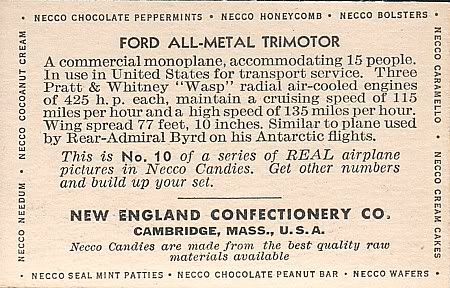 · NECCO CHOCOLATE PEPPERMINTS · NECCO HONEYCOMB · NECCO BOLSTERS ·
NECCO NEEDUM · NECCO COCOANUT CREAM
FORD ALL-METAL TRIMOTOR
A commercial monoplane, accommodating 15 people.
In use in United States for transport service. Three
Pratt & Whitney "Wasp" radial air-cooled engines
of 425 h. p. each, maintain a cruising speed of 115
miles per hour and a high speed of 135 miles per hour.
Wing spread 77 feet, 10 inches. Similar to plane used
by Rear-Admiral Byrd on his Antarctic flights.
This is No. 10 of a series of REAL airplane
pictures in Necco Candies. Get other numbers
and build up your set.
NEW ENGLAND CONFECTIONERY CO.
CAMBRIDGE, MASS., U. S. A.
Necco Candies are made from the best quality raw
materials available
NECCO CARAMELLO · NECCO CREAM CAKES
· NECCO SEAL MINT PATTIES · NECCO CHOCOLATE PEANUT BAR · NECCO WAFERS ·